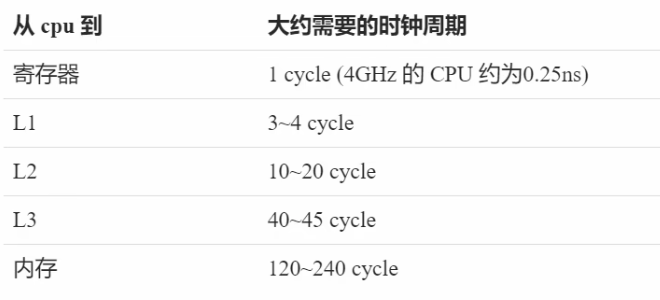 从 cpu 到 大约需要的时钟周期
寄存器 1 cycle (4GHz 的 CPU 约为0.25ns)
L1 3~4 cycle
L2 10~20 cycle
L3 40~45 cycle
内存 120~240 cycle